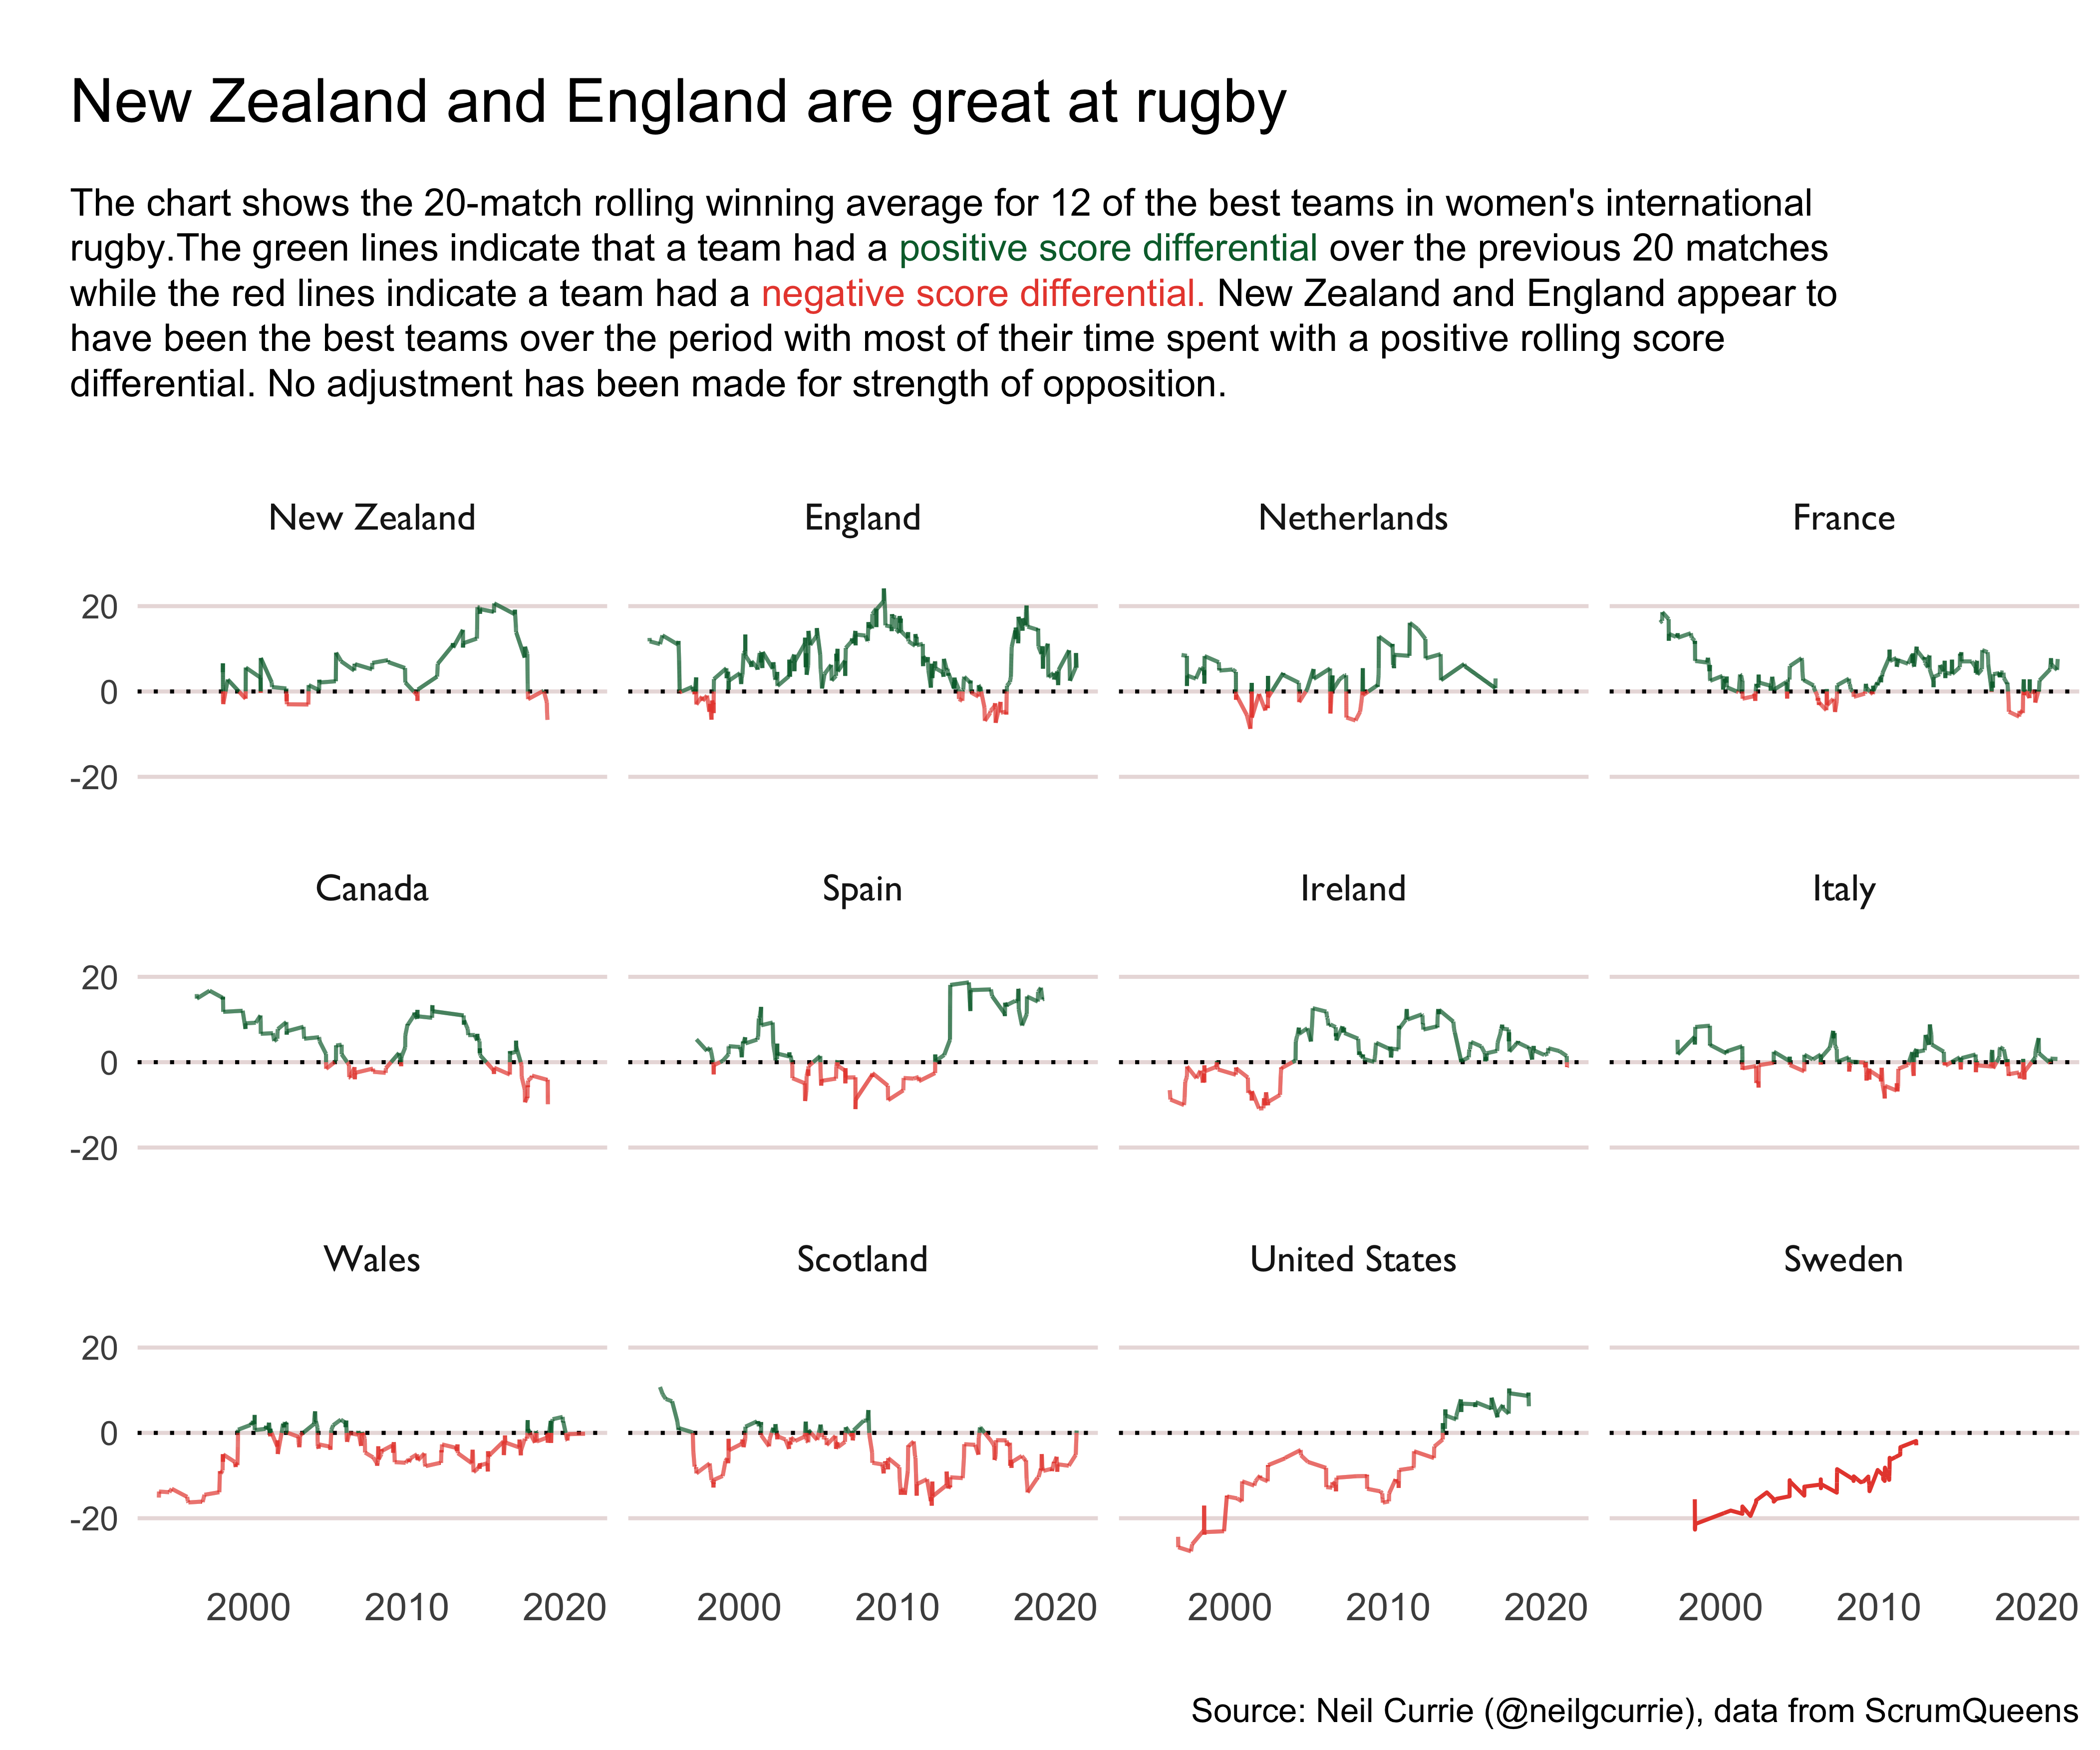 New Zealand and England are great at rugby
The chart shows the 20-match rolling winning average for 12 of the best teams in women's international
rugby.The green lines indicate that a team had a positive score differential over the previous 20 matches
while the red lines indicate a team had a negative score differential. New Zealand and England appear to
have been the best teams over the period with most of their time spent with a positive rolling score
differential. No adjustment has been made for strength of opposition.
New Zealand England Netherlands France
20
0
-20
Canada Spain Ireland Italy
20
0
-20
Wales Scotland United States Sweden
20
0
-20
2000 2010 2020 2000 2010 2020 2000 2010 2020 2000 2010 2020
Source: Neil Currie (@neilgcurrie), data from ScrumQueens